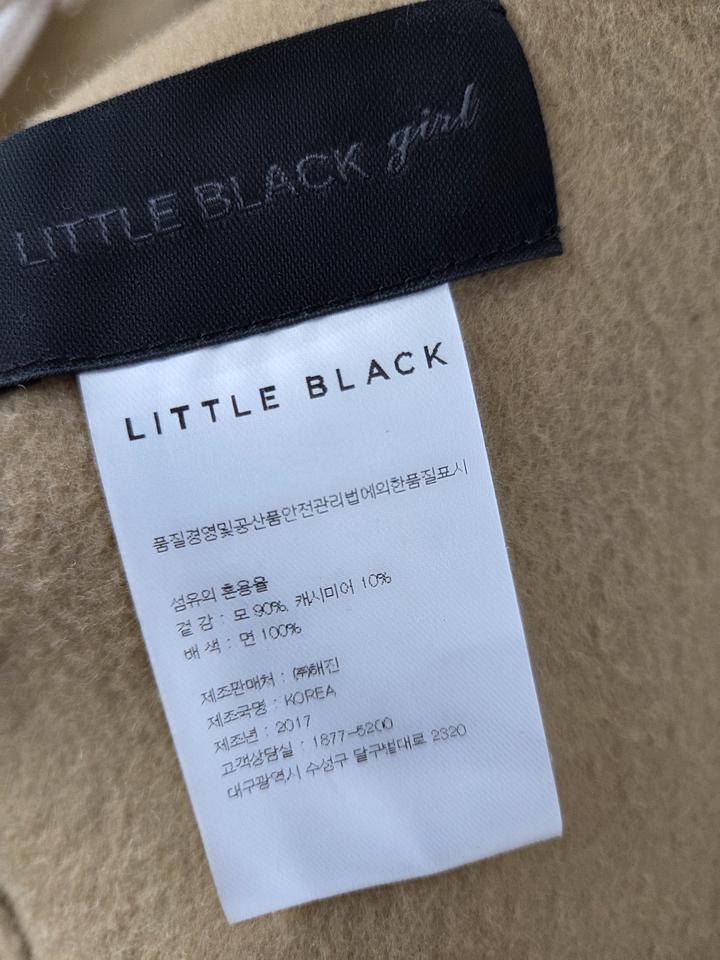 LITTLE BLACK girl
LITTLE BLACK
품질경영및공산품안전관리법에의한품질표시
섬유의 혼용율
겉 감 : 모 90%, 캐시미어 10%
배 색 : 면 100%
제조판매처 : (주)해진
제조국명 : KOREA
제조년 : 2017
고객상담실 : 1877-5200
대구광역시 수성구 달구벌대로 2320